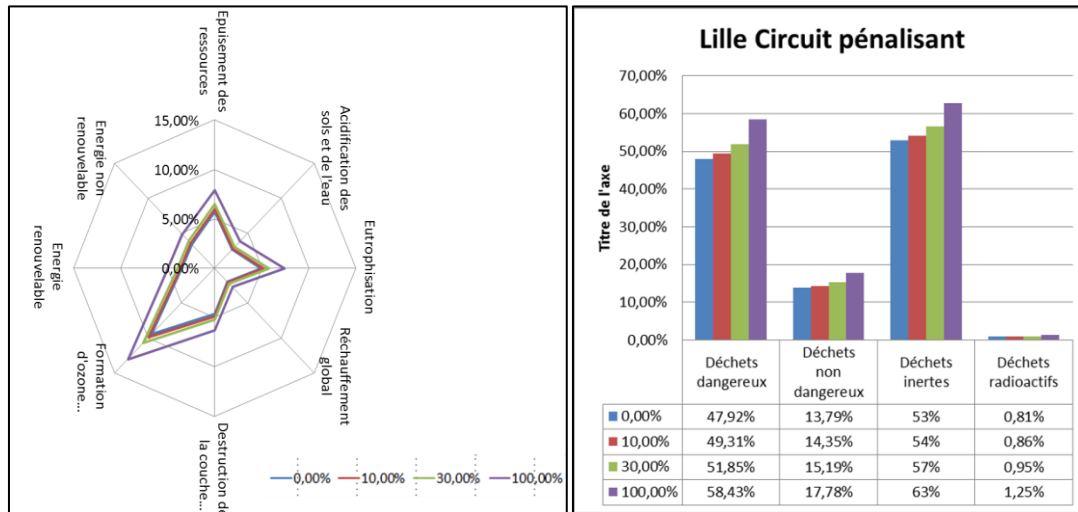 Epuisement des
ressources
Acidification des
sols et de l'eau
Eutrophisation
Réchauffement
global
Destruction de
la couche...
Formation
d'ozone...
Energie
renouvelable
Energie non
renouvelable
15,00%
10,00%
5,00%
0,00%
0,00% 10,00% 30,00% 100,00%
Lille Circuit pénalisant
Titre de l'axe
70,00%
60,00%
50,00%
40,00%
30,00%
20,00%
10,00%
0,00%
Déchets dangereux
Déchets non dangereux
Déchets inertes
Déchets radioactifs
0,00% 47,92% 13,79% 53% 0,81%
10,00% 49,31% 14,35% 54% 0,86%
30,00% 51,85% 15,19% 57% 0,95%
100,00% 58,43% 17,78% 63% 1,25%